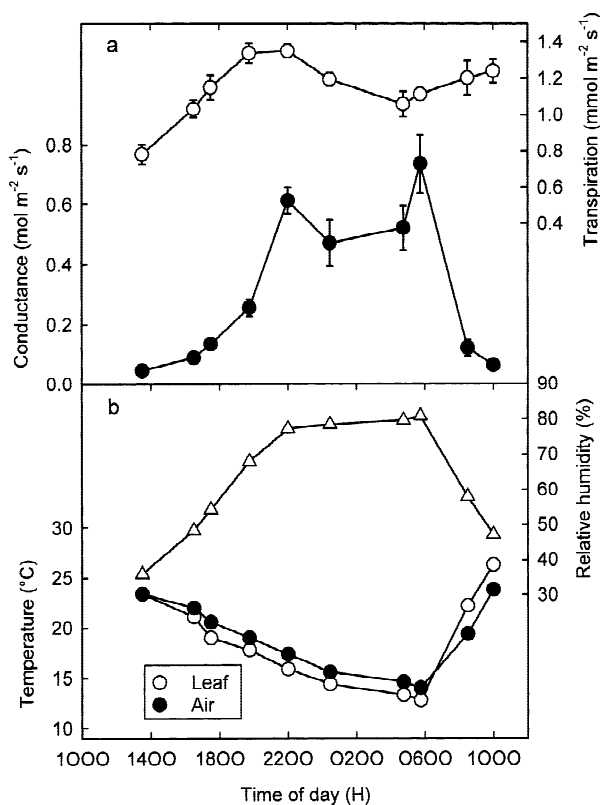 a
1.4
1.2
1.0
0.8
0.6
0.4
Transpiration (mmol m-2 s-1)
0.8
0.6
0.4
0.2
0.0
Conductance (mol m-2 s-1)
b
90
80
70
60
50
40
30
Relative humidity (%)
30
25
20
15
10
Temperature (°C)
Leaf
Air
1000 1400 1800 2200 0200 0600 1000
Time of day (H)